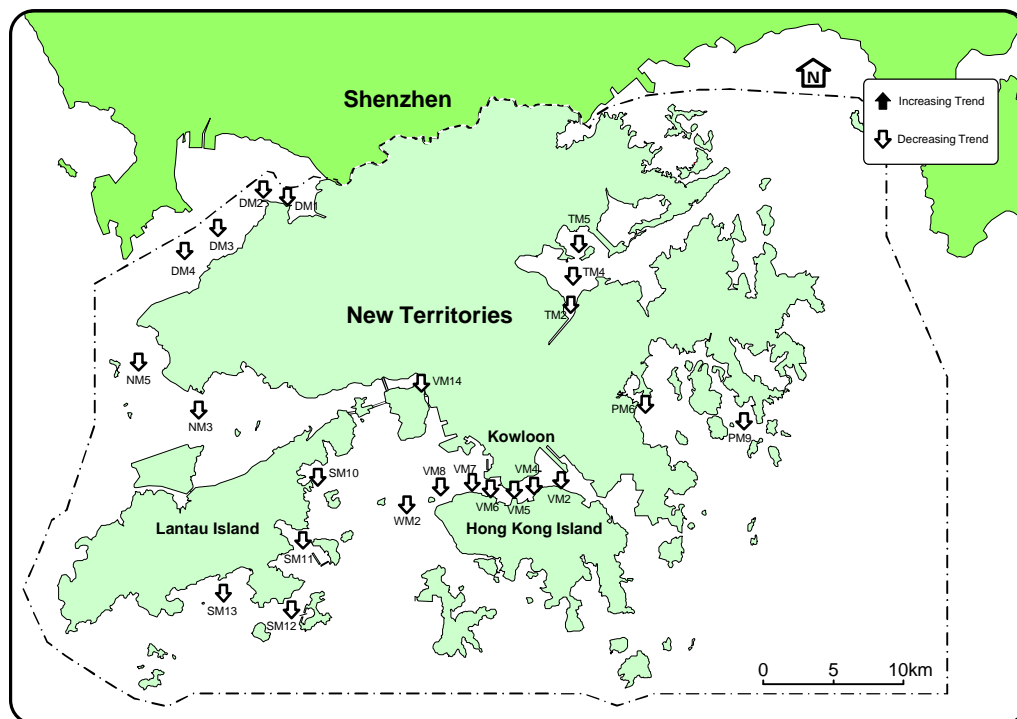 N
Shenzhen
Increasing Trend
Decreasing Trend
DM2
DM1
DM3
DM4
TM5
TM4
TM2
New Territories
NM5
VM14
NM3
PM6
PM9
Kowloon
SM10
VM8
VM7
VM4
VM2
VM6
VM5
WM2
Lantau Island
Hong Kong Island
SM11
SM13
SM12
0 5 10km